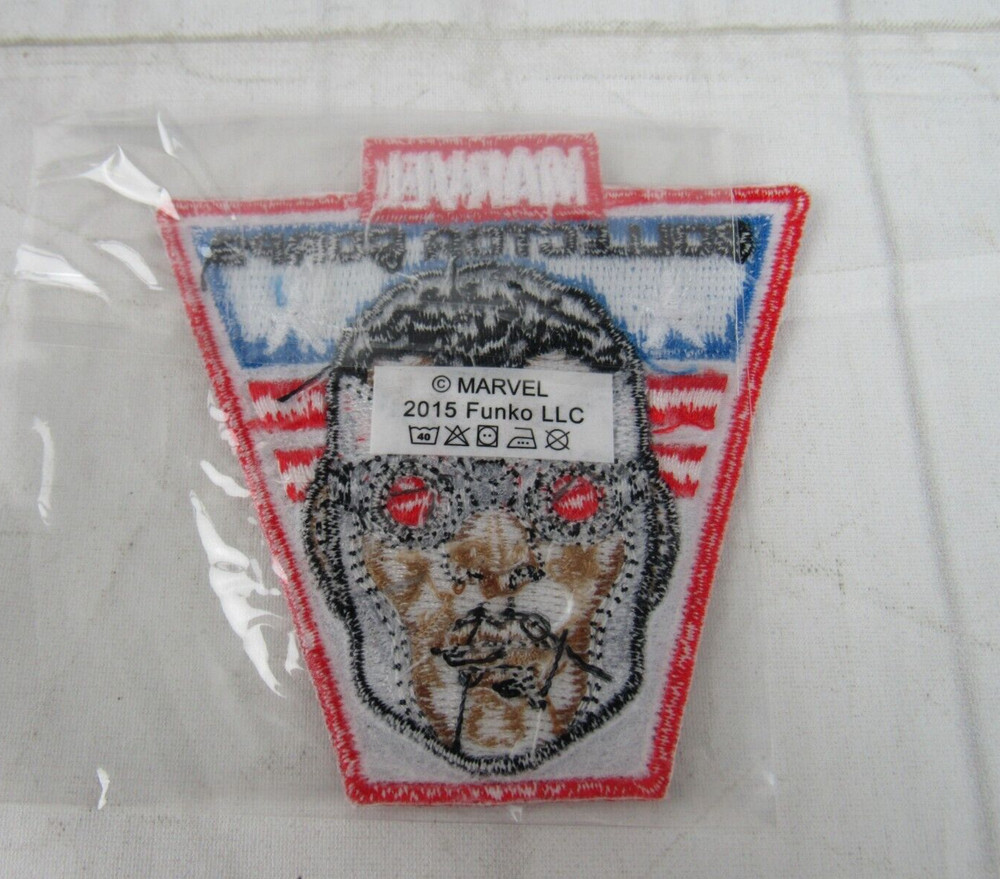 MARVEL
COLLECTOR CORPS
© MARVEL
2015 Funko LLC
40